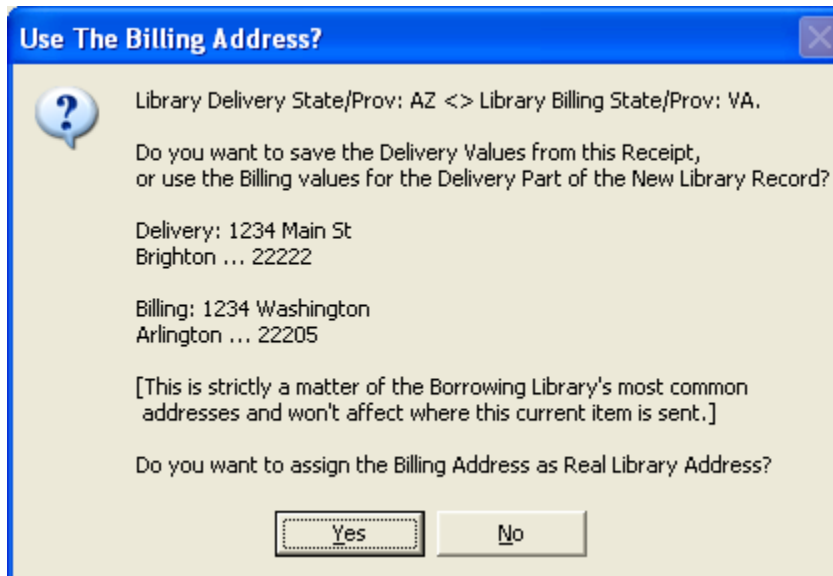 Use The Billing Address?
Library Delivery State/Prov: AZ <> Library Billing State/Prov: VA.
Do you want to save the Delivery Values from this Receipt,
or use the Billing values for the Delivery Part of the New Library Record?
Delivery: 1234 Main St
Brighton ... 22222
Billing: 1234 Washington
Arlington ... 22205
[This is strictly a matter of the Borrowing Library's most common
addresses and won't affect where this current item is sent.]
Do you want to assign the Billing Address as Real Library Address?
Yes No